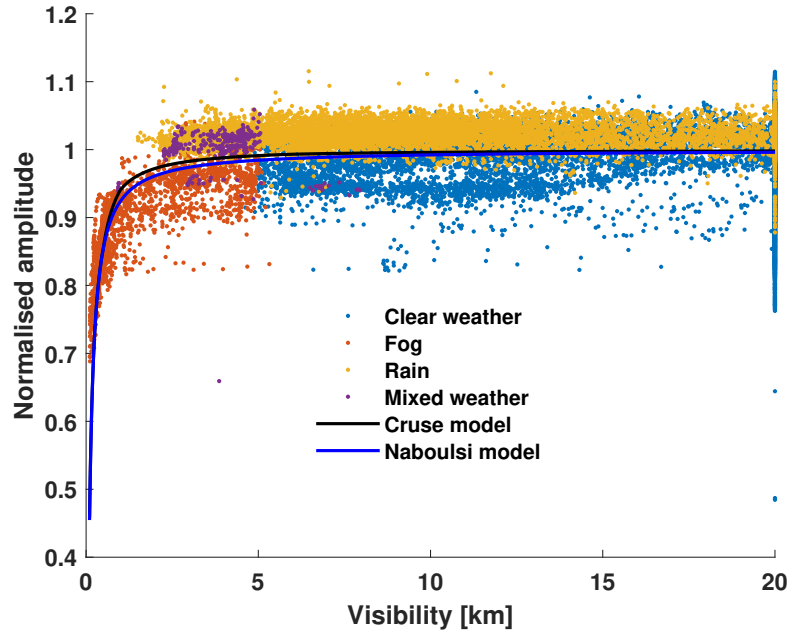 1.2
1.1
1
0.9
0.8
0.7
0.6
0.5
0.4
Normalised amplitude
Clear weather
Fog
Rain
Mixed weather
Cruse model
Naboulsi model
0 5 10 15 20
Visibility [km]